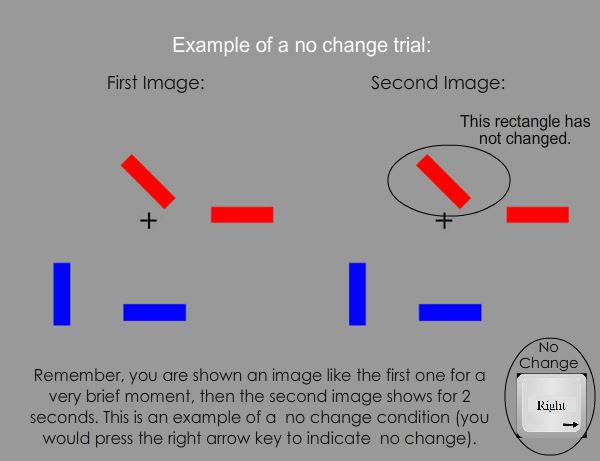 Example of a no change trial:
First Image:
Second Image:
This rectangle has
not changed.
Remember, you are shown an image like the first one for a
very brief moment, then the second image shows for 2
seconds. This is an example of a  no change condition (you
would press the right arrow key to indicate  no change).
No
Change
Right